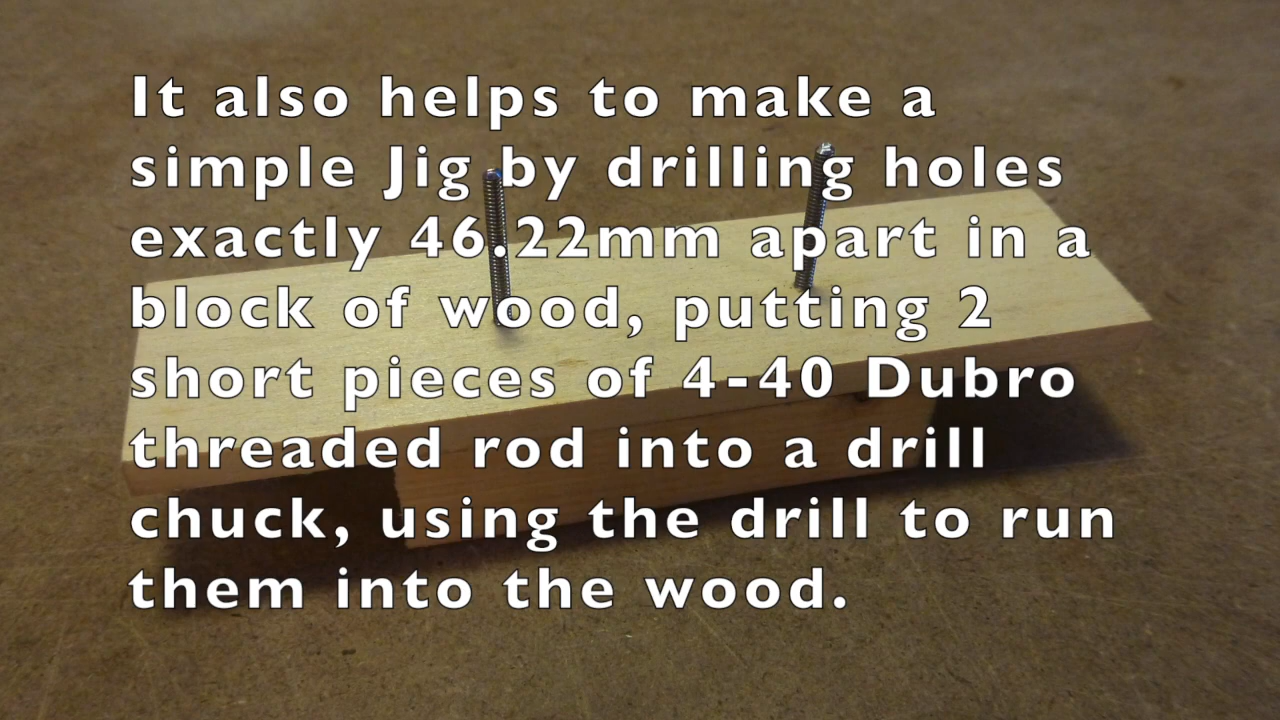 It also helps to make a
simple Jig by drilling holes
exactly 46.22mm apart in a
block of wood, putting 2
short pieces of 4-40 Dubro
threaded rod into a drill
chuck, using the drill to run
them into the wood.